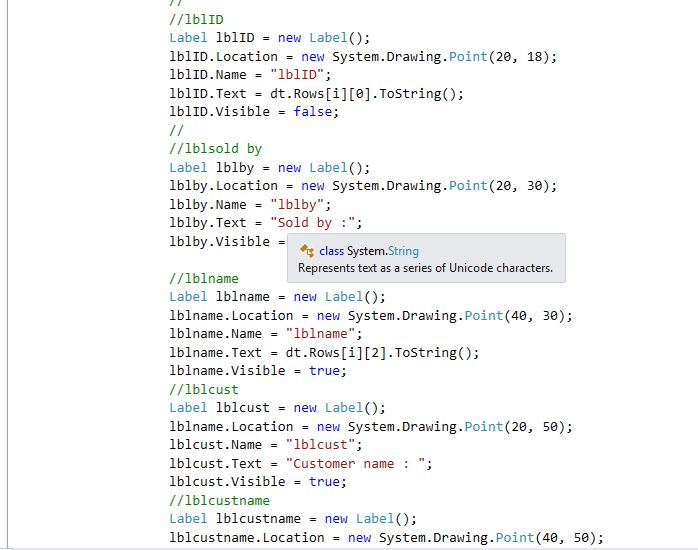 //
//lblID
Label lblID = new Label();
lblID.Location = new System.Drawing.Point(20, 18);
lblID.Name = "lblID";
lblID.Text = dt.Rows[i][0].ToString();
lblID.Visible = false;
//
//lblsold by
Label lblby = new Label();
lblby.Location = new System.Drawing.Point(20, 30);
lblby.Name = "lblby";
lblby.Text = "Sold by :";
lblby.Visible =
class System.String
Represents text as a series of Unicode characters.
//lblname
Label lblname = new Label();
lblname.Location = new System.Drawing.Point(40, 30);
lblname.Name = "lblname";
lblname.Text = dt.Rows[i][2].ToString();
lblname.Visible = true;
//lblcust
Label lblcust = new Label();
lblname.Location = new System.Drawing.Point(20, 50);
lblcust.Name = "lblcust";
lblcust.Text = "Customer name : ";
lblcust.Visible = true;
//lblcustname
Label lblcustname = new Label();
lblcustname.Location = new System.Drawing.Point(40, 50);